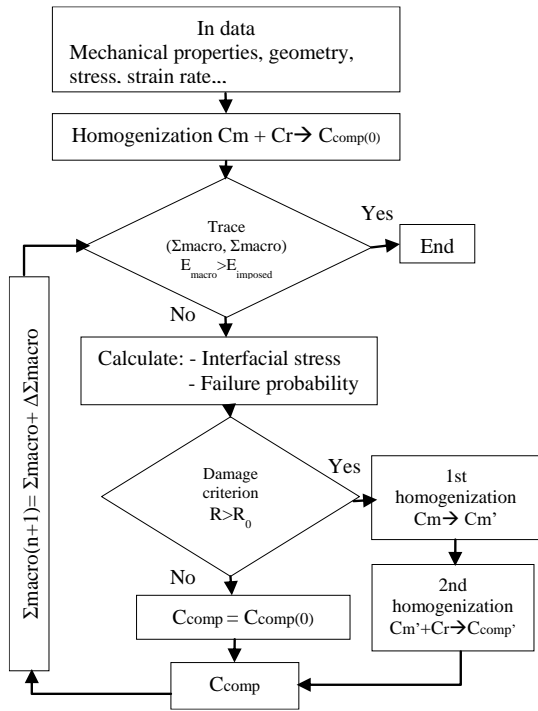 In data
Mechanical properties, geometry,
stress, strain rate...
Homogenization Cm + Cr→ Ccomp(0)
Trace
(Σmacro, Σmacro)
Emacro>Eimposed
Yes
End
No
Calculate: - Interfacial stress
- Failure probability
Σmacro(n+1)= Σmacro+ ΔΣmacro
Damage
criterion
R>R0
Yes
1st
homogenization
Cm→ Cm’
No
2nd
homogenization
Cm’+Cr→Ccomp’
Ccomp = Ccomp(0)
Ccomp